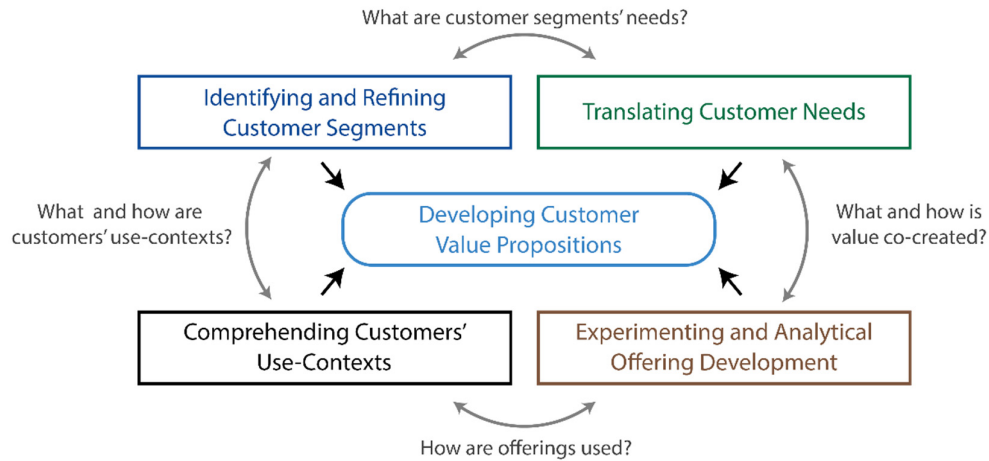 What are customer segments' needs?
Identifying and Refining
Customer Segments
Translating Customer Needs
What and how are
customers' use-contexts?
Developing Customer
Value Propositions
What and how is
value co-created?
Comprehending Customers'
Use-Contexts
Experimenting and Analytical
Offering Development
How are offerings used?